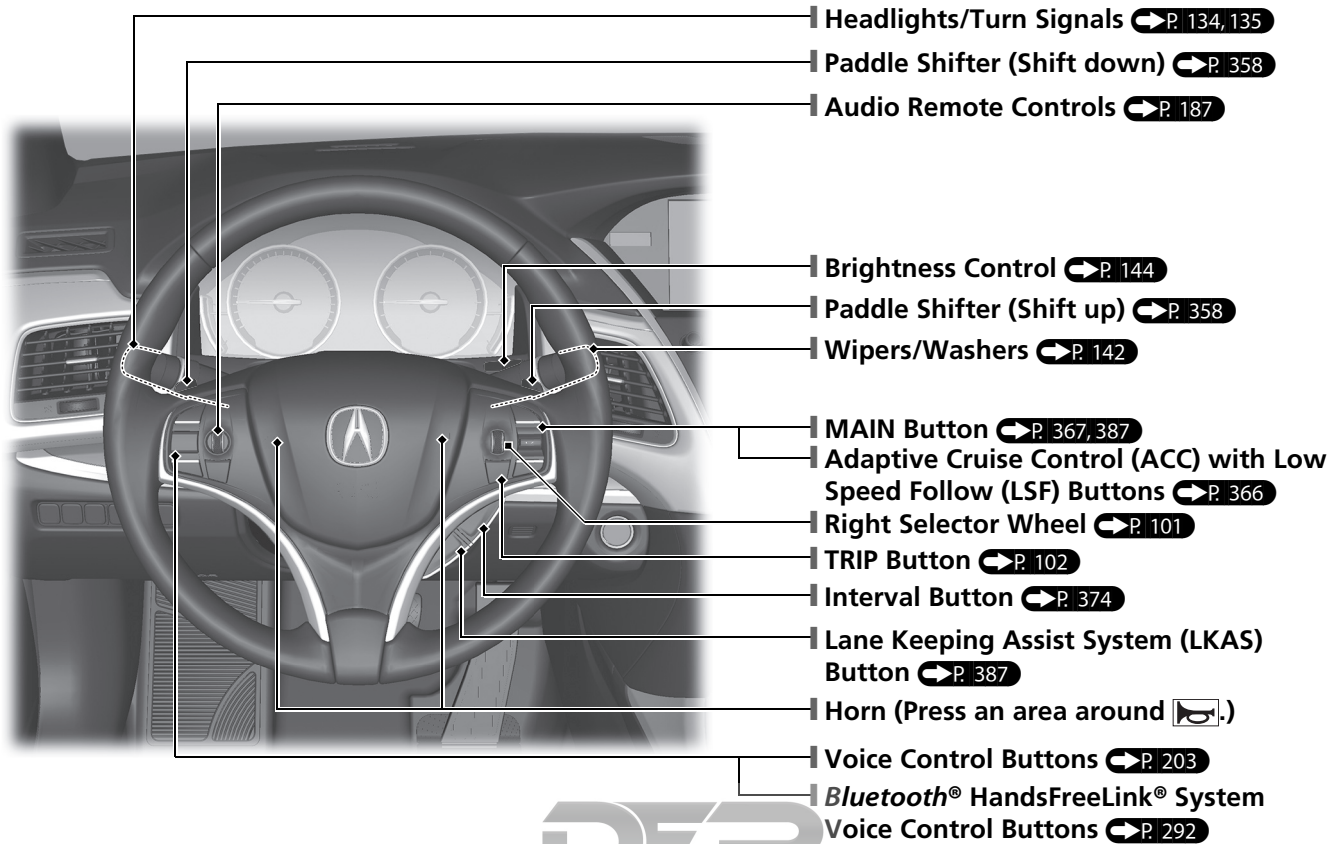 Headlights/Turn Signals P. 134, 135
Paddle Shifter (Shift down) P. 358
Audio Remote Controls P. 187
Brightness Control P. 144
Paddle Shifter (Shift up) P. 358
Wipers/Washers P. 142
MAIN Button P. 367, 387
Adaptive Cruise Control (ACC) with Low
Speed Follow (LSF) Buttons P. 366
Right Selector Wheel P. 101
TRIP Button P. 102
Interval Button P. 374
Lane Keeping Assist System (LKAS)
Button P. 387
Horn (Press an area around .)
Voice Control Buttons P. 203
Bluetooth® HandsFreeLink® System
Voice Control Buttons P. 292